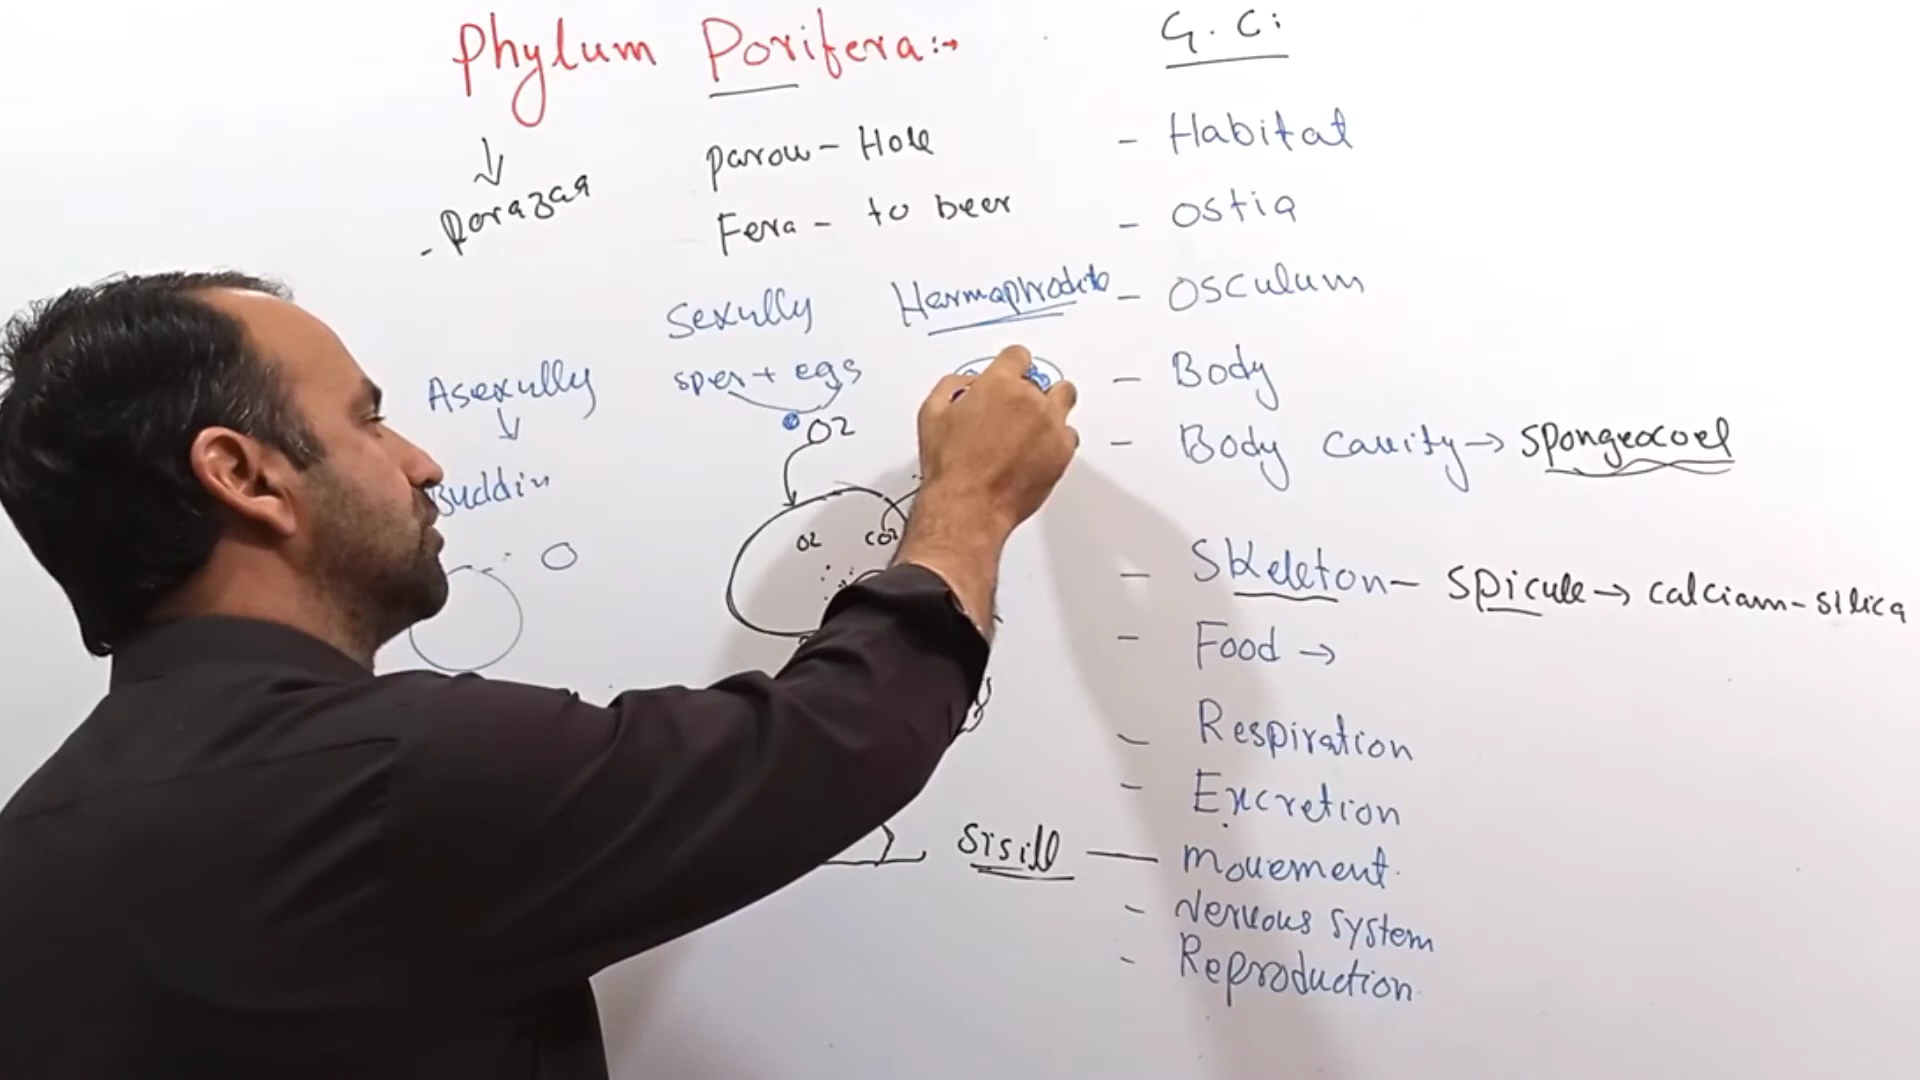 Phylum Porifera:→
- Porazaa
parou - Hole
Fera - to beer
Sexully
Hermaphrodite
sper + egs
Asexully
Buddin
O2
O2 CO2
G.C:
- Habitat
- Ostia
- Osculum
- Body
- Body cavity → Spongeocoel
- Skeleton - Spicule → calciam-silica
- Food →
- Respiration
- Excretion
Sisill — Movement.
- Nervous system
- Reproduction.